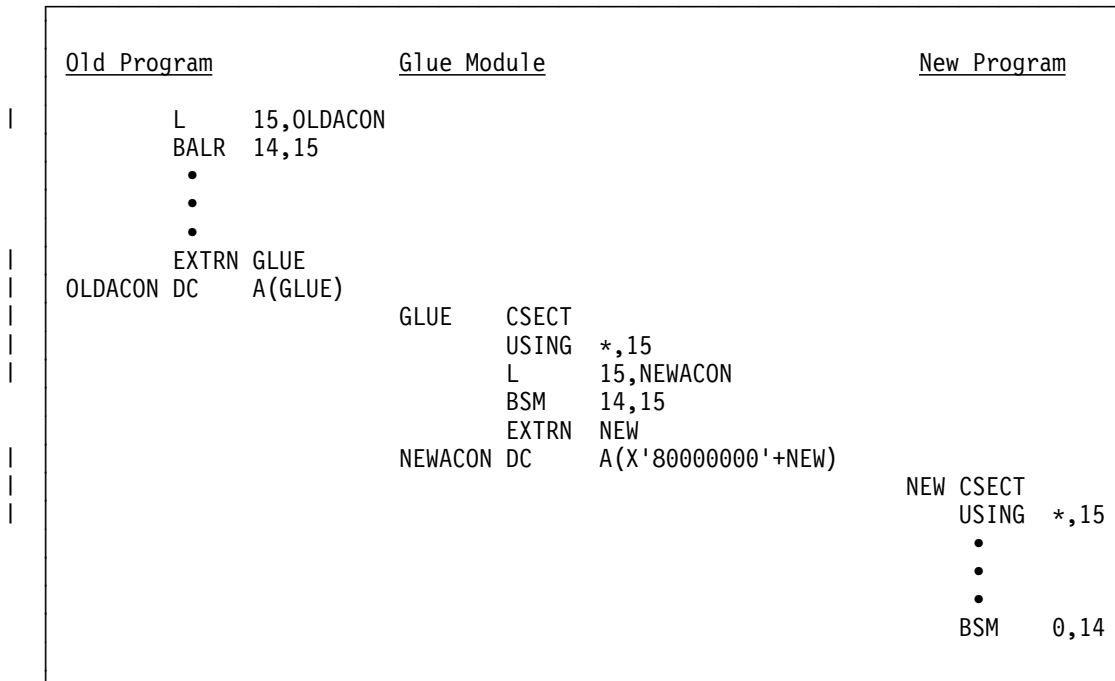 Old Program Glue Module New Program
| L 15,OLDACON
BALR 14,15
•
•
•
| EXTRN GLUE
| OLDACON DC A(GLUE)
| GLUE CSECT
| USING *,15
| L 15,NEWACON
BSM 14,15
EXTRN NEW
| NEWACON DC A(X'80000000'+NEW)
| NEW CSECT
| USING *,15
•
•
•
BSM 0,14